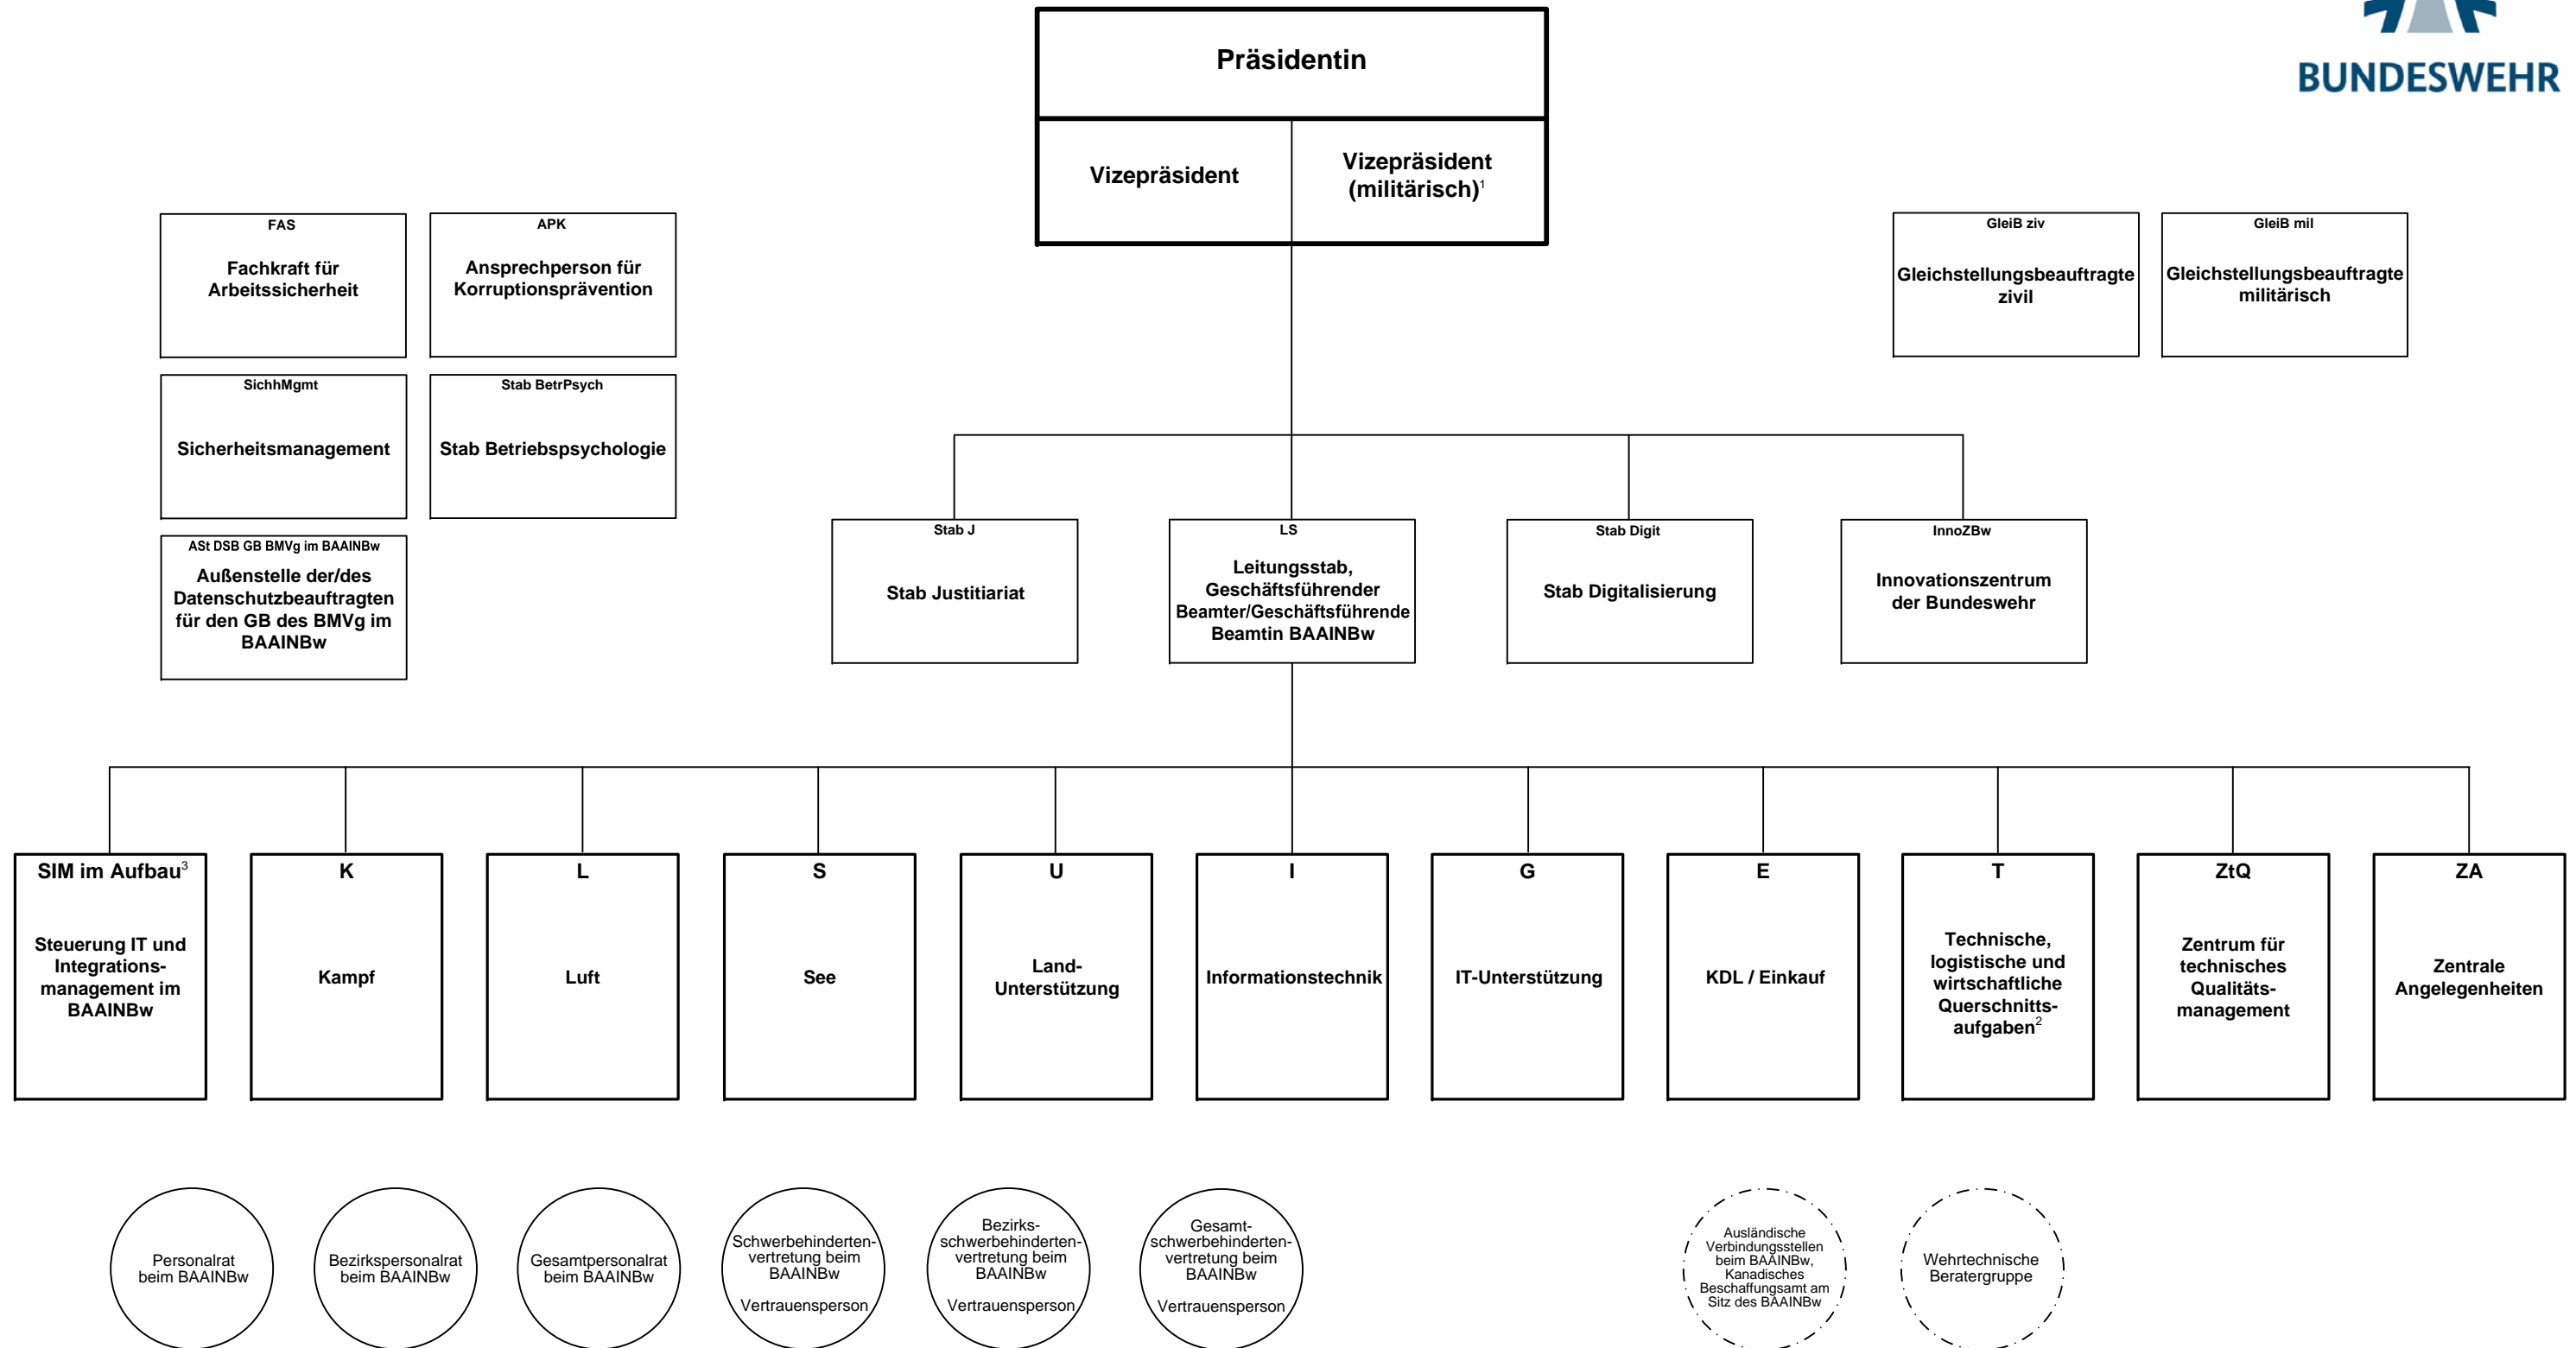 BUNDESWEHR
Präsidentin
Vizepräsident
Vizepräsident
(militärisch)¹
FAS
Fachkraft für
Arbeitssicherheit
APK
Ansprechperson für
Korruptionsprävention
GleiB ziv
Gleichstellungsbeauftragte
zivil
GleiB mil
Gleichstellungsbeauftragte
militärisch
SichhMgmt
Sicherheitsmanagement
Stab BetrPsych
Stab Betriebspsychologie
ASt DSB GB BMVg im BAAINBw
Außenstelle der/des
Datenschutzbeauftragten
für den GB des BMVg im
BAAINBw
Stab J
Stab Justitiariat
LS
Leitungsstab,
Geschäftsführender
Beamter/Geschäftsführende
Beamtin BAAINBw
Stab Digit
Stab Digitalisierung
InnoZBw
Innovationszentrum
der Bundeswehr
SIM im Aufbau³
Steuerung IT und
Integrations-
management im
BAAINBw
K
Kampf
L
Luft
S
See
U
Land-
Unterstützung
I
Informationstechnik
G
IT-Unterstützung
E
KDL / Einkauf
T
Technische,
logistische und
wirtschaftliche
Querschnitts-
aufgaben²
ZtQ
Zentrum für
technisches
Qualitäts-
management
ZA
Zentrale
Angelegenheiten
Personalrat
beim BAAINBw
Bezirkspersonalrat
beim BAAINBw
Gesamtpersonalrat
beim BAAINBw
Schwerbehinderten-
vertretung beim
BAAINBw
Vertrauensperson
Bezirks-
schwerbehinderten-
vertretung beim
BAAINBw
Vertrauensperson
Gesamt-
schwerbehinderten-
vertretung beim
BAAINBw
Vertrauensperson
Ausländische
Verbindungsstellen
beim BAAINBw,
Kanadisches
Beschaffungsamt am
Sitz des BAAINBw
Wehrtechnische
Beratergruppe